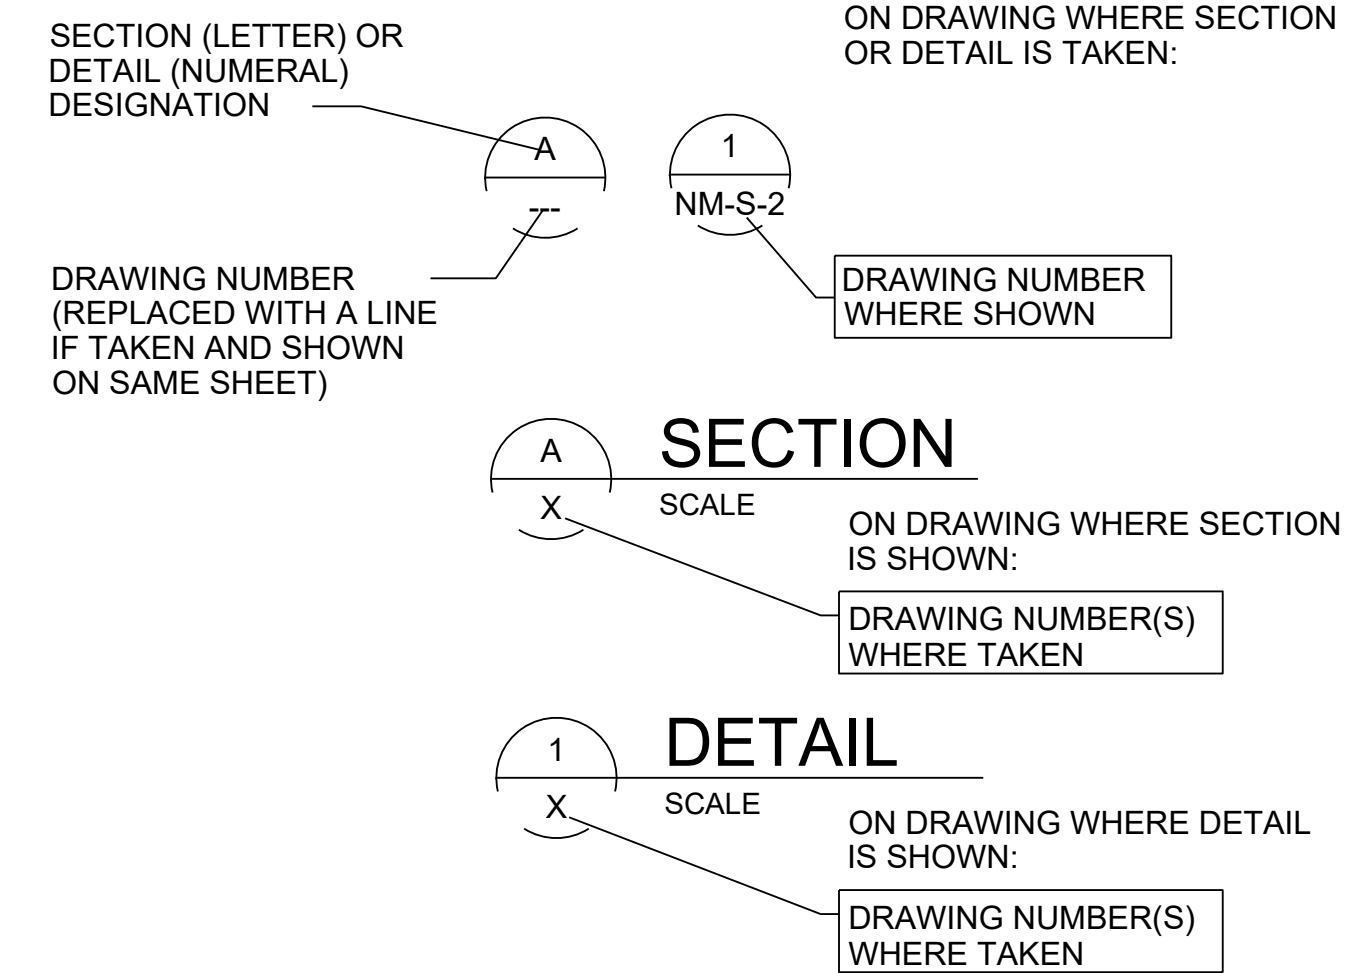 SECTION (LETTER) OR
DETAIL (NUMERAL)
DESIGNATION
ON DRAWING WHERE SECTION
OR DETAIL IS TAKEN:
A
---
1
NM-S-2
DRAWING NUMBER
(REPLACED WITH A LINE
IF TAKEN AND SHOWN
ON SAME SHEET)
DRAWING NUMBER
WHERE SHOWN
A
X
SECTION
SCALE
ON DRAWING WHERE SECTION
IS SHOWN:
DRAWING NUMBER(S)
WHERE TAKEN
1
X
DETAIL
SCALE
ON DRAWING WHERE DETAIL
IS SHOWN:
DRAWING NUMBER(S)
WHERE TAKEN